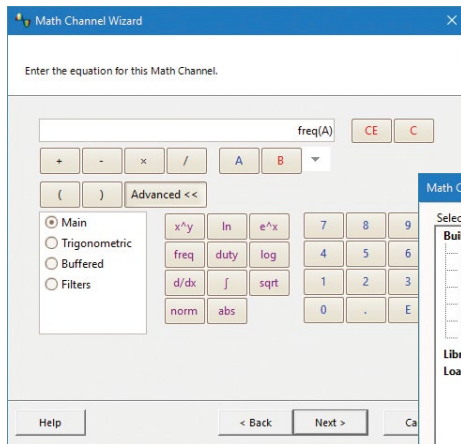 Math Channel Wizard
Enter the equation for this Math Channel.
freq(A) CE C
+ - × / A B
( ) Advanced <<
Main
Trigonometric
Buffered
Filters
x^y ln e^x 7 8 9
freq duty log 4 5 6
d/dx ∫ sqrt 1 2 3
norm abs 0 . E
Math C
Selec
Bui
Libr
Loa
Help < Back Next > Ca